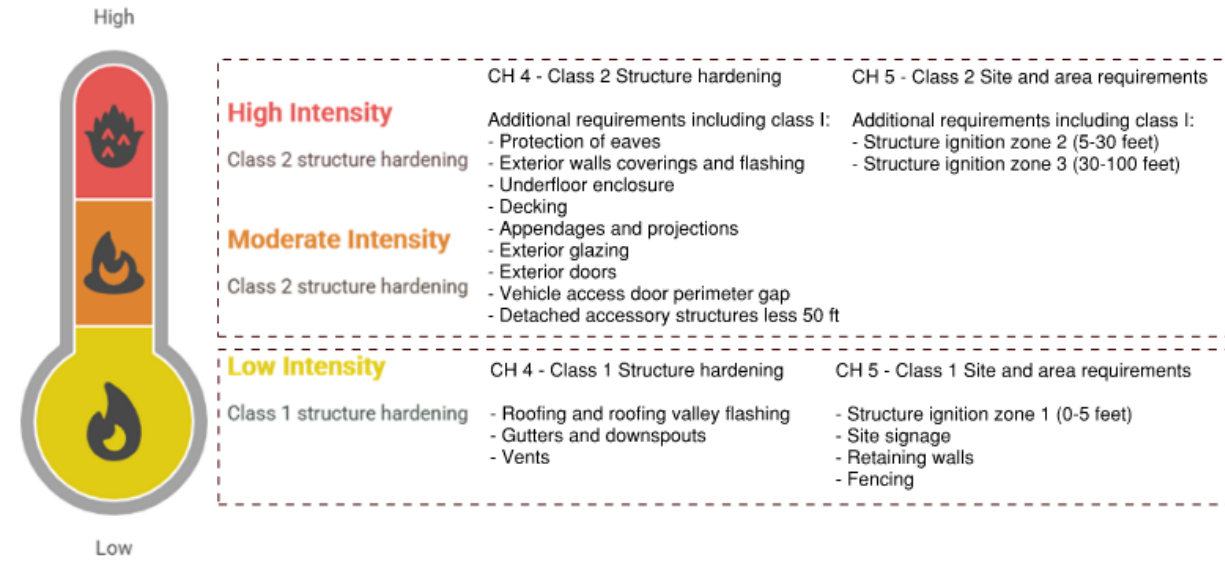 High
High Intensity
Class 2 structure hardening
Moderate Intensity
Class 2 structure hardening
CH 4 - Class 2 Structure hardening
Additional requirements including class I:
- Protection of eaves
- Exterior walls coverings and flashing
- Underfloor enclosure
- Decking
- Appendages and projections
- Exterior glazing
- Exterior doors
- Vehicle access door perimeter gap
- Detached accessory structures less 50 ft
CH 5 - Class 2 Site and area requirements
Additional requirements including class I:
- Structure ignition zone 2 (5-30 feet)
- Structure ignition zone 3 (30-100 feet)
Low Intensity
Class 1 structure hardening
CH 4 - Class 1 Structure hardening
- Roofing and roofing valley flashing
- Gutters and downspouts
- Vents
CH 5 - Class 1 Site and area requirements
- Structure ignition zone 1 (0-5 feet)
- Site signage
- Retaining walls
- Fencing
Low